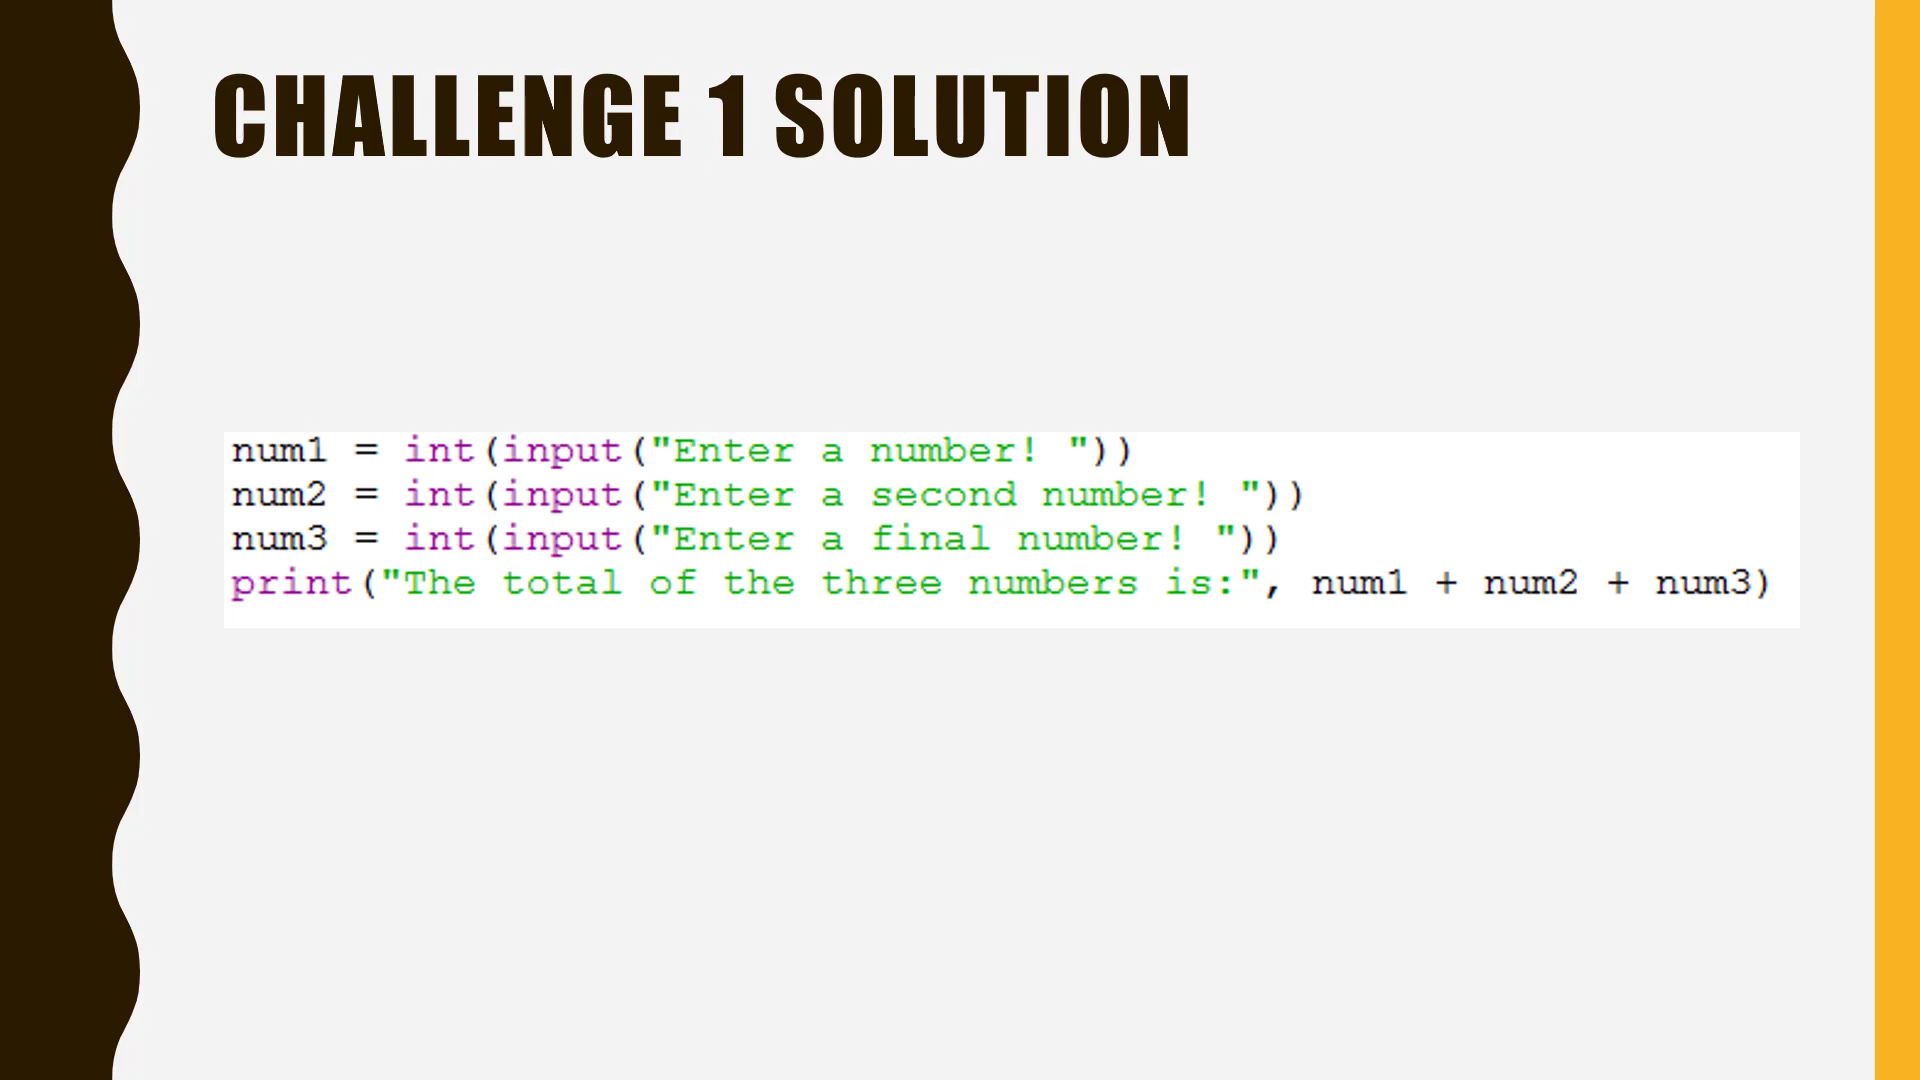 CHALLENGE 1 SOLUTION
num1 = int(input("Enter a number! "))
num2 = int(input("Enter a second number! "))
num3 = int(input("Enter a final number! "))
print("The total of the three numbers is:", num1 + num2 + num3)